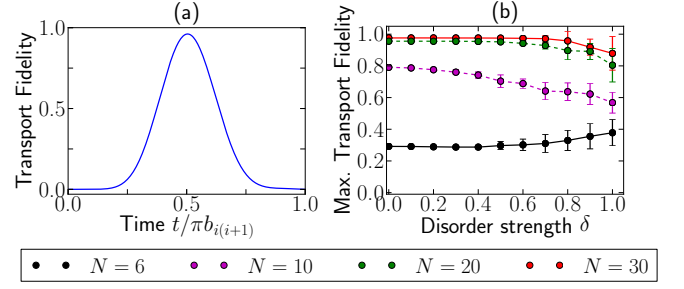 (a)
Transport Fidelity
1.0
0.5
0.0
0.0
0.5
1.0
Time t/πb_{i(i+1)}
(b)
Max. Transport Fidelity
1.0
0.8
0.6
0.4
0.2
0.0
0.0
0.2
0.4
0.6
0.8
1.0
Disorder strength δ
N = 6
N = 10
N = 20
N = 30